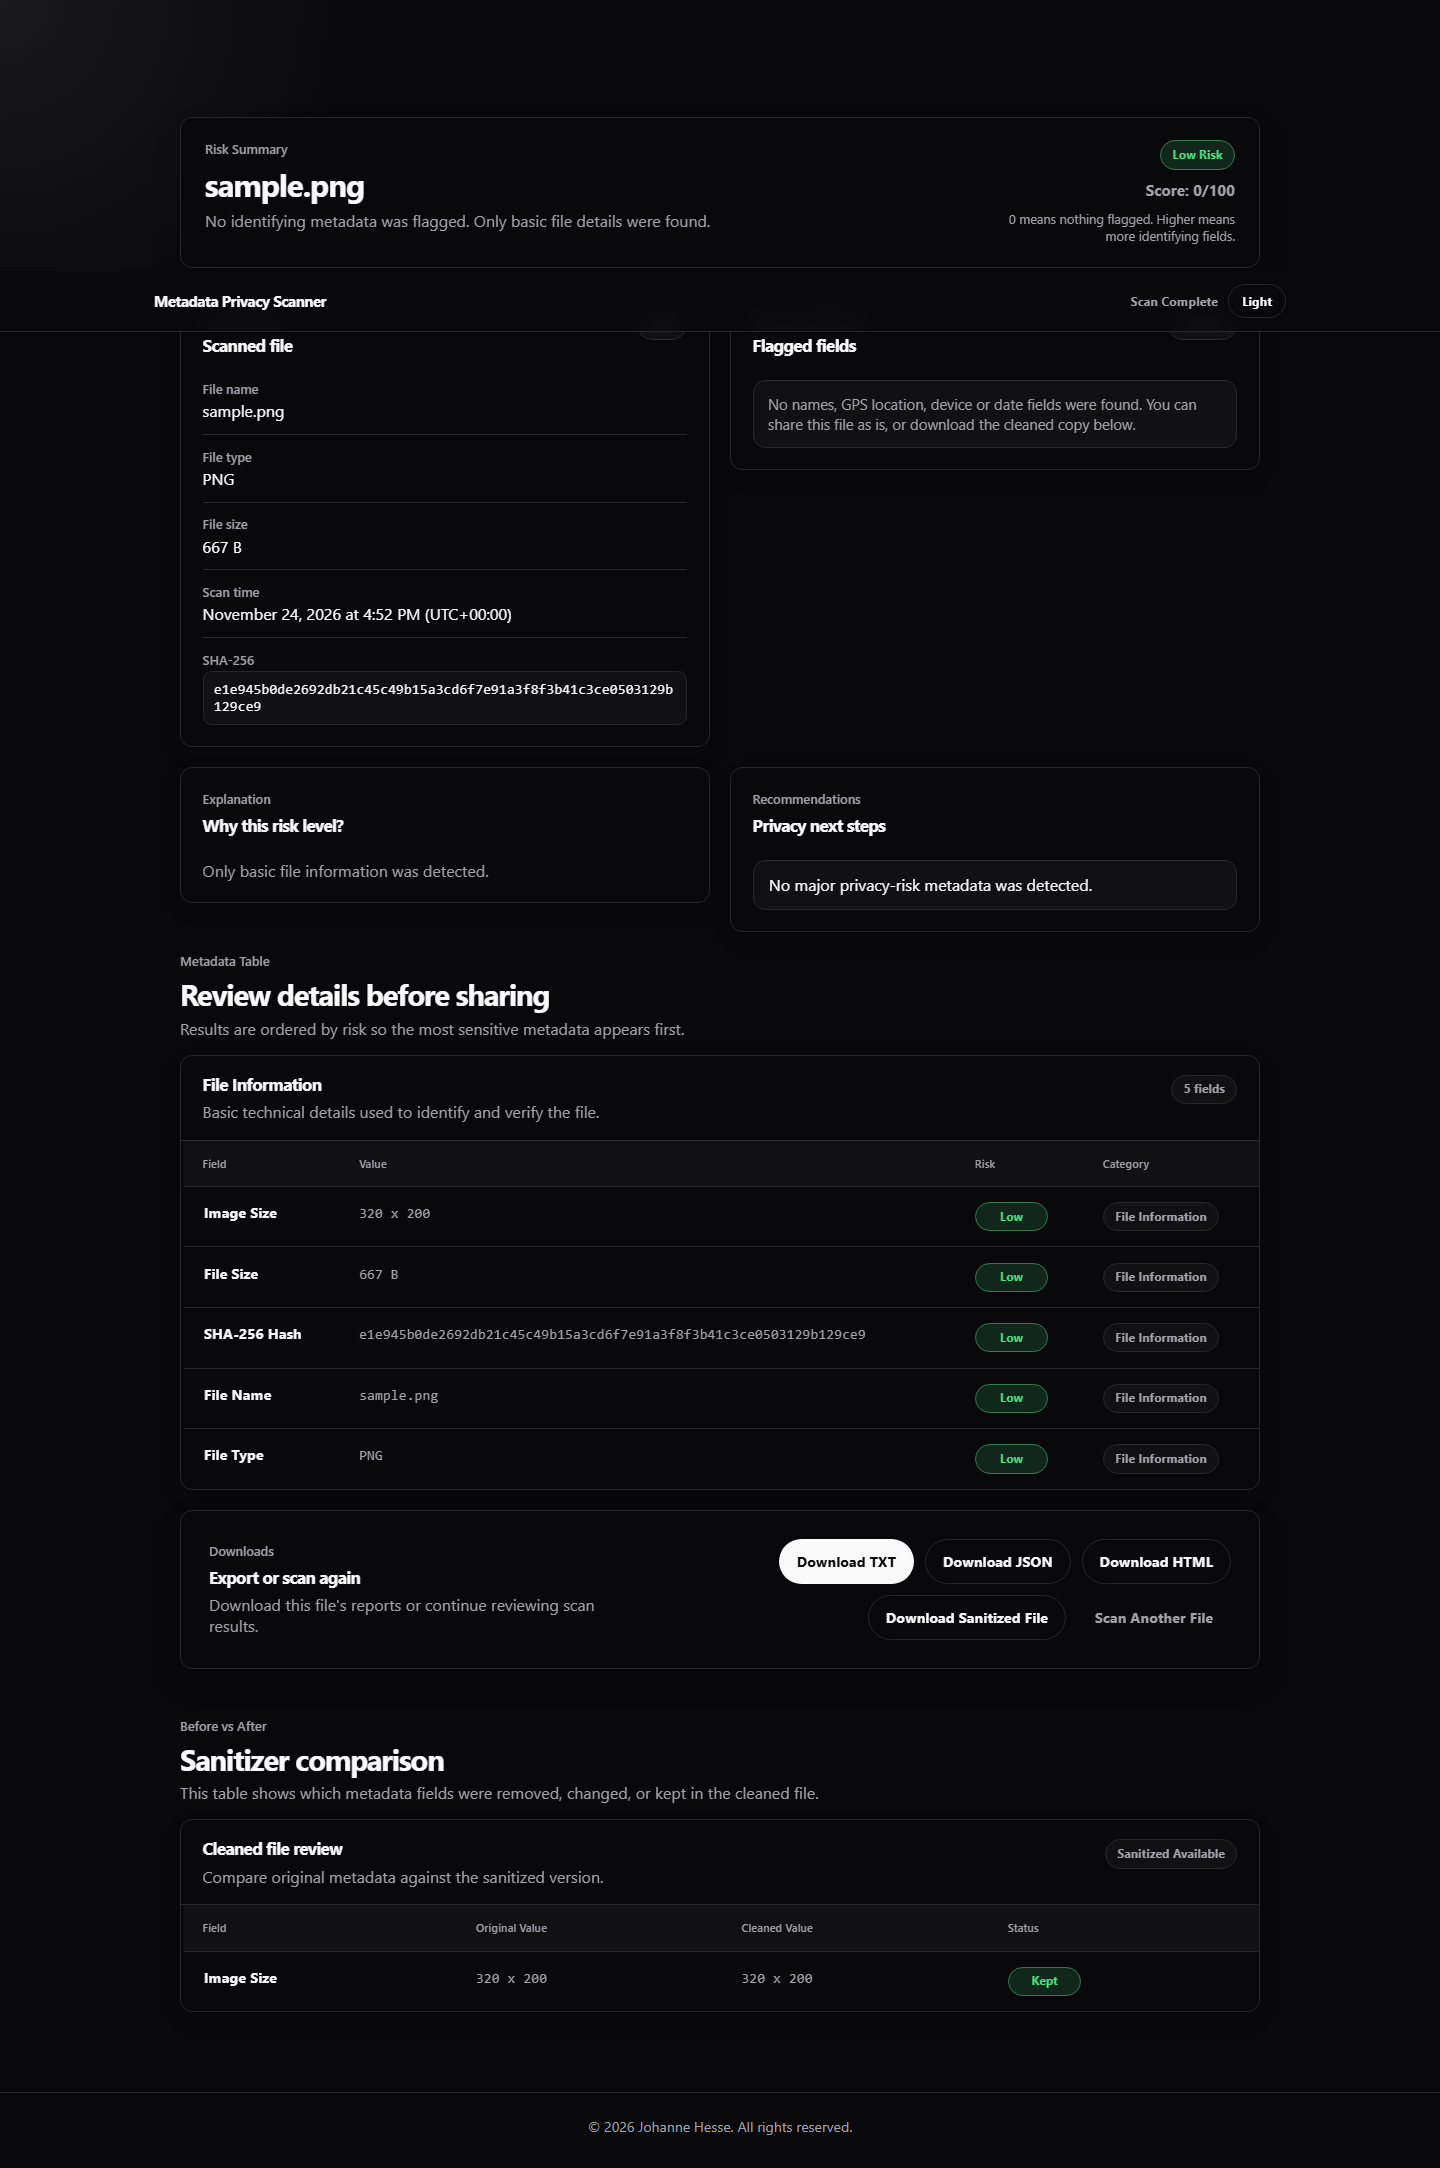 Risk Summary
sample.png
No identifying metadata was flagged. Only basic file details were found.
Low Risk
Score: 0/100
0 means nothing flagged. Higher means
more identifying fields.
Metadata Privacy Scanner
Scan Complete
Light
Scanned file
File name
sample.png
File type
PNG
File size
667 B
Scan time
November 24, 2026 at 4:52 PM (UTC+00:00)
SHA-256
e1e945b0de2692db21c45c49b15a3cd6f7e91a3f8f3b41c3ce0503129b
129ce9
Flagged fields
No names, GPS location, device or date fields were found. You can
share this file as is, or download the cleaned copy below.
Explanation
Why this risk level?
Only basic file information was detected.
Recommendations
Privacy next steps
No major privacy-risk metadata was detected.
Metadata Table
Review details before sharing
Results are ordered by risk so the most sensitive metadata appears first.
File Information
Basic technical details used to identify and verify the file.
5 fields
Field Value Risk Category
Image Size 320 x 200 Low File Information
File Size 667 B Low File Information
SHA-256 Hash e1e945b0de2692db21c45c49b15a3cd6f7e91a3f8f3b41c3ce0503129b129ce9 Low File Information
File Name sample.png Low File Information
File Type PNG Low File Information
Downloads
Export or scan again
Download this file's reports or continue reviewing scan
results.
Download TXT Download JSON Download HTML
Download Sanitized File Scan Another File
Before vs After
Sanitizer comparison
This table shows which metadata fields were removed, changed, or kept in the cleaned file.
Cleaned file review
Compare original metadata against the sanitized version.
Sanitized Available
Field Original Value Cleaned Value Status
Image Size 320 x 200 320 x 200 Kept
© 2026 Johanne Hesse. All rights reserved.